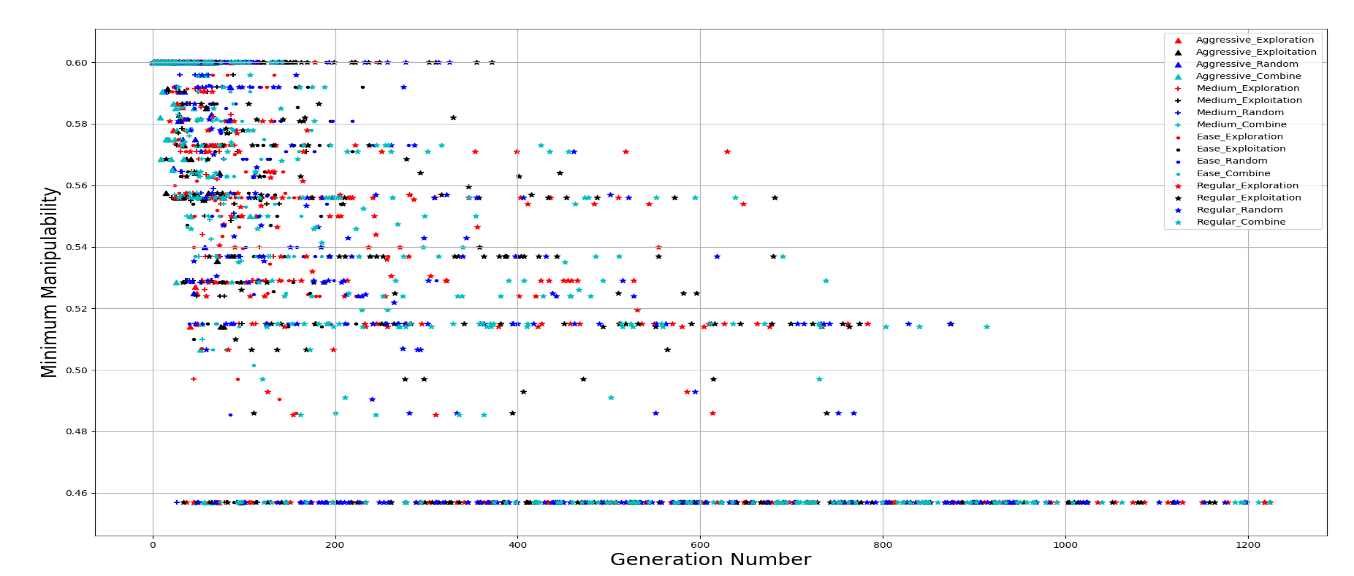 0.60
0.58
0.56
0.54
0.52
0.50
0.48
0.46
Minimum Manipulability
0 200 400 600 800 1000 1200
Generation Number
Aggressive_Exploration
Aggressive_Exploitation
Aggressive_Random
Aggressive_Combine
Medium_Exploration
Medium_Exploitation
Medium_Random
Medium_Combine
Ease_Exploration
Ease_Exploitation
Ease_Random
Ease_Combine
Regular_Exploration
Regular_Exploitation
Regular_Random
Regular_Combine